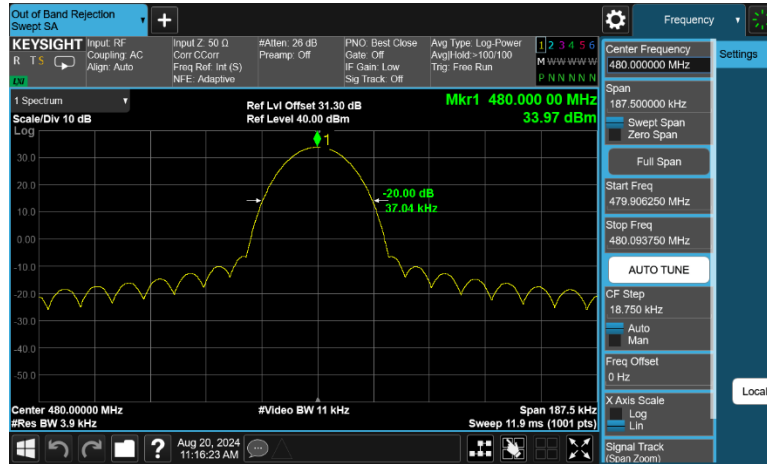 Out of Band Rejection
Swept SA
Frequency
KEYSIGHT
R T S
LXI
Input: RF
Coupling: AC
Align: Auto
Input Z: 50 Ω
Corr CCorr
Freq Ref: Int (S)
NFE: Adaptive
#Atten: 26 dB
Preamp: Off
PNO: Best Close
Gate: Off
IF Gain: Low
Sig Track: Off
Avg Type: Log-Power
Avg|Hold:>100/100
Trig: Free Run
1 2 3 4 5 6
M W W W W W
P N N N N N
1 Spectrum
Scale/Div 10 dB
Log
Ref Lvl Offset 31.30 dB
Ref Level 40.00 dBm
Mkr1 480.000 00 MHz
33.97 dBm
1
30.0
20.0
10.0
0.00
-10.0
-20.0
-30.0
-40.0
-50.0
-20.00 dB
37.04 kHz
Center 480.00000 MHz
#Res BW 3.9 kHz
#Video BW 11 kHz
Span 187.5 kHz
Sweep 11.9 ms (1001 pts)
Aug 20, 2024
11:16:23 AM
Center Frequency
480.000000 MHz
Span
187.500000 kHz
Swept Span
Zero Span
Full Span
Start Freq
479.906250 MHz
Stop Freq
480.093750 MHz
AUTO TUNE
CF Step
18.750 kHz
Auto
Man
Freq Offset
0 Hz
X Axis Scale
Log
Lin
Signal Track
(Span Zoom)
Settings
Local